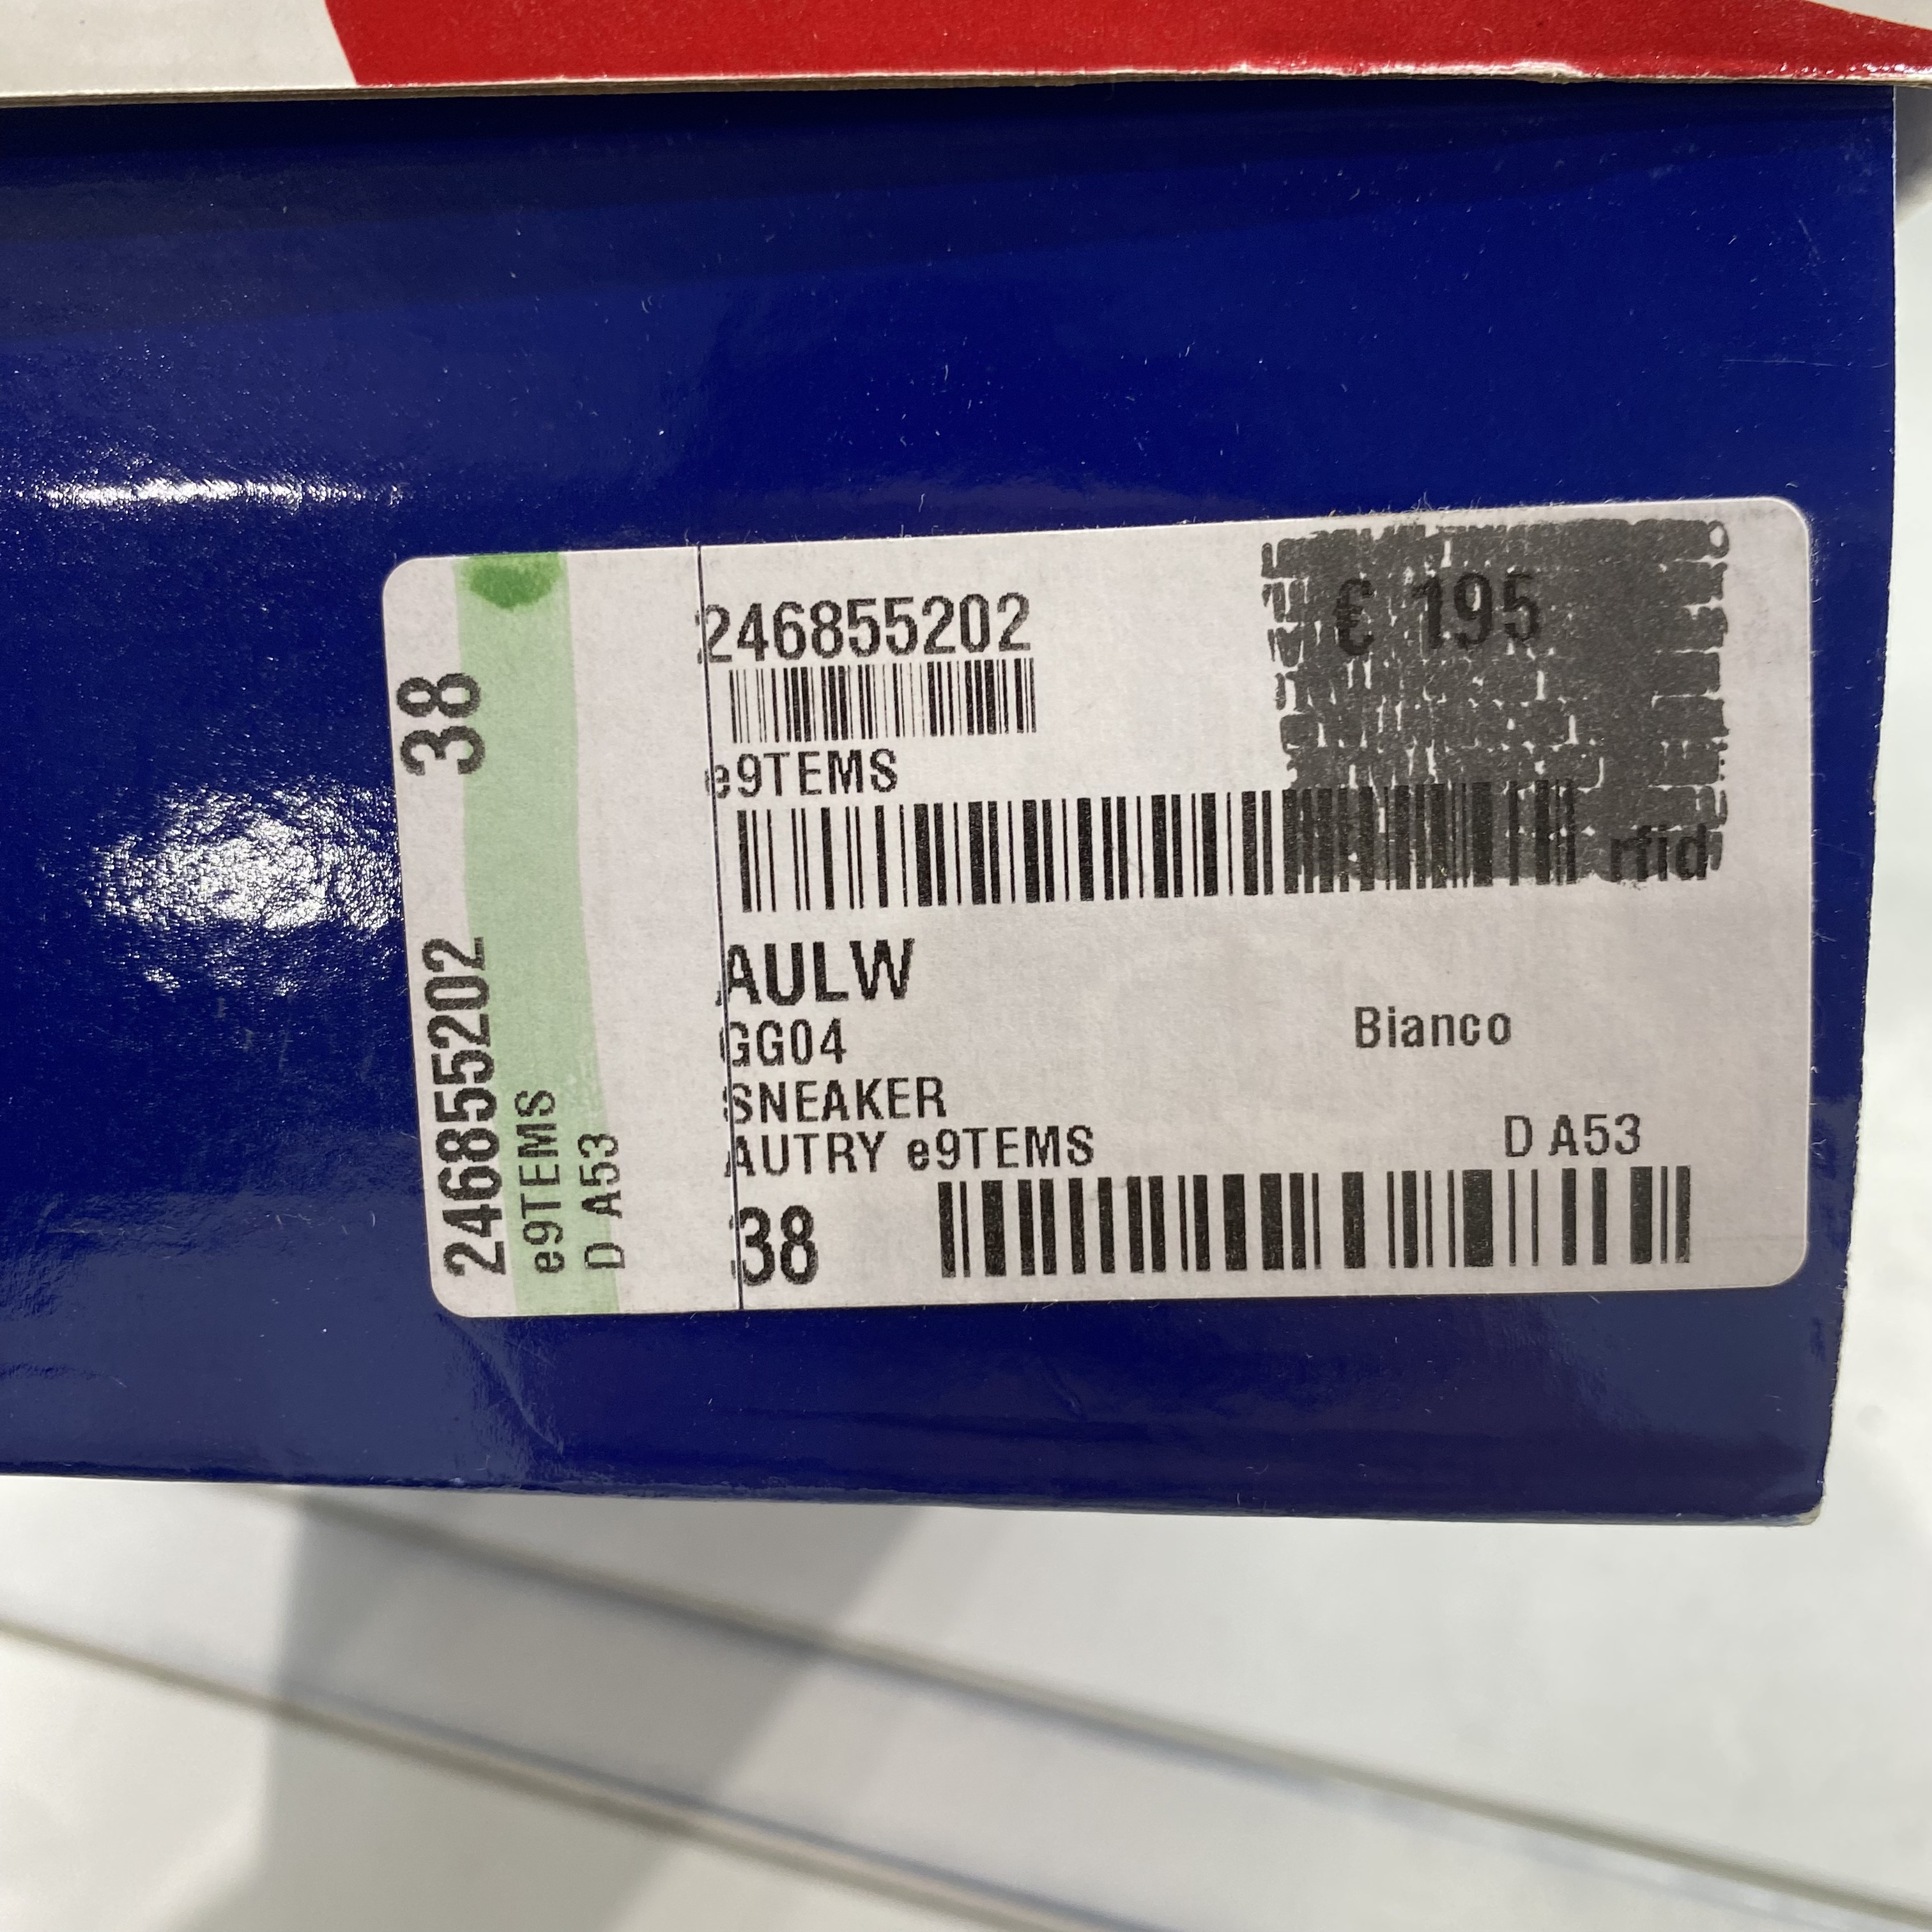 38
246855202
e9TEMS
D A53
246855202
€ 195
e9TEMS
rfid
AULW
GG04
Bianco
SNEAKER
AUTRY e9TEMS
D A53
38